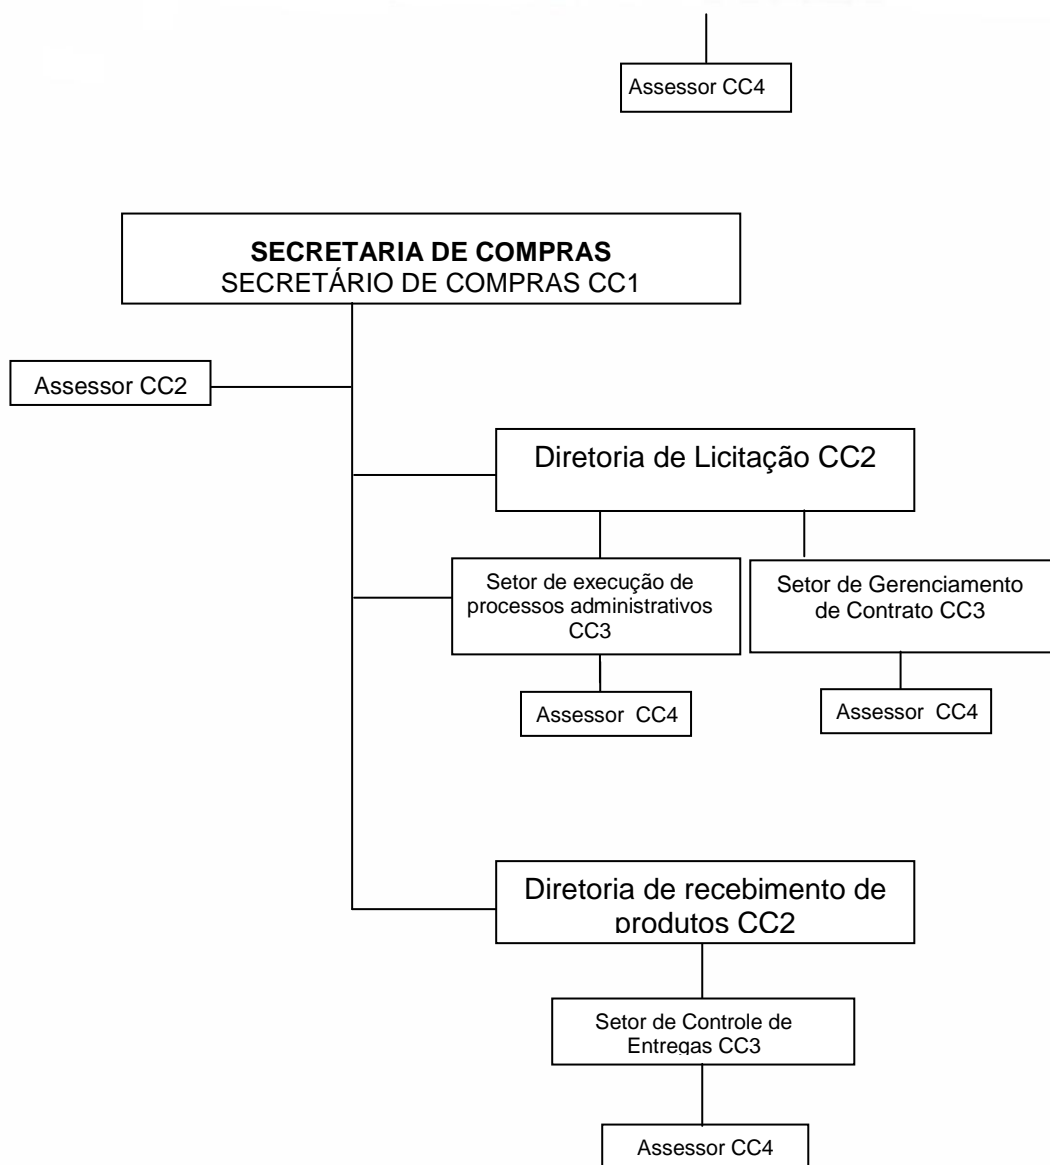 Assessor CC4
SECRETARIA DE COMPRAS
SECRETÁRIO DE COMPRAS CC1
Assessor CC2
Diretoria de Licitação CC2
Setor de execução de
processos administrativos
CC3
Setor de Gerenciamento
de Contrato CC3
Assessor CC4
Assessor CC4
Diretoria de recebimento de
produtos CC2
Setor de Controle de
Entregas CC3
Assessor CC4